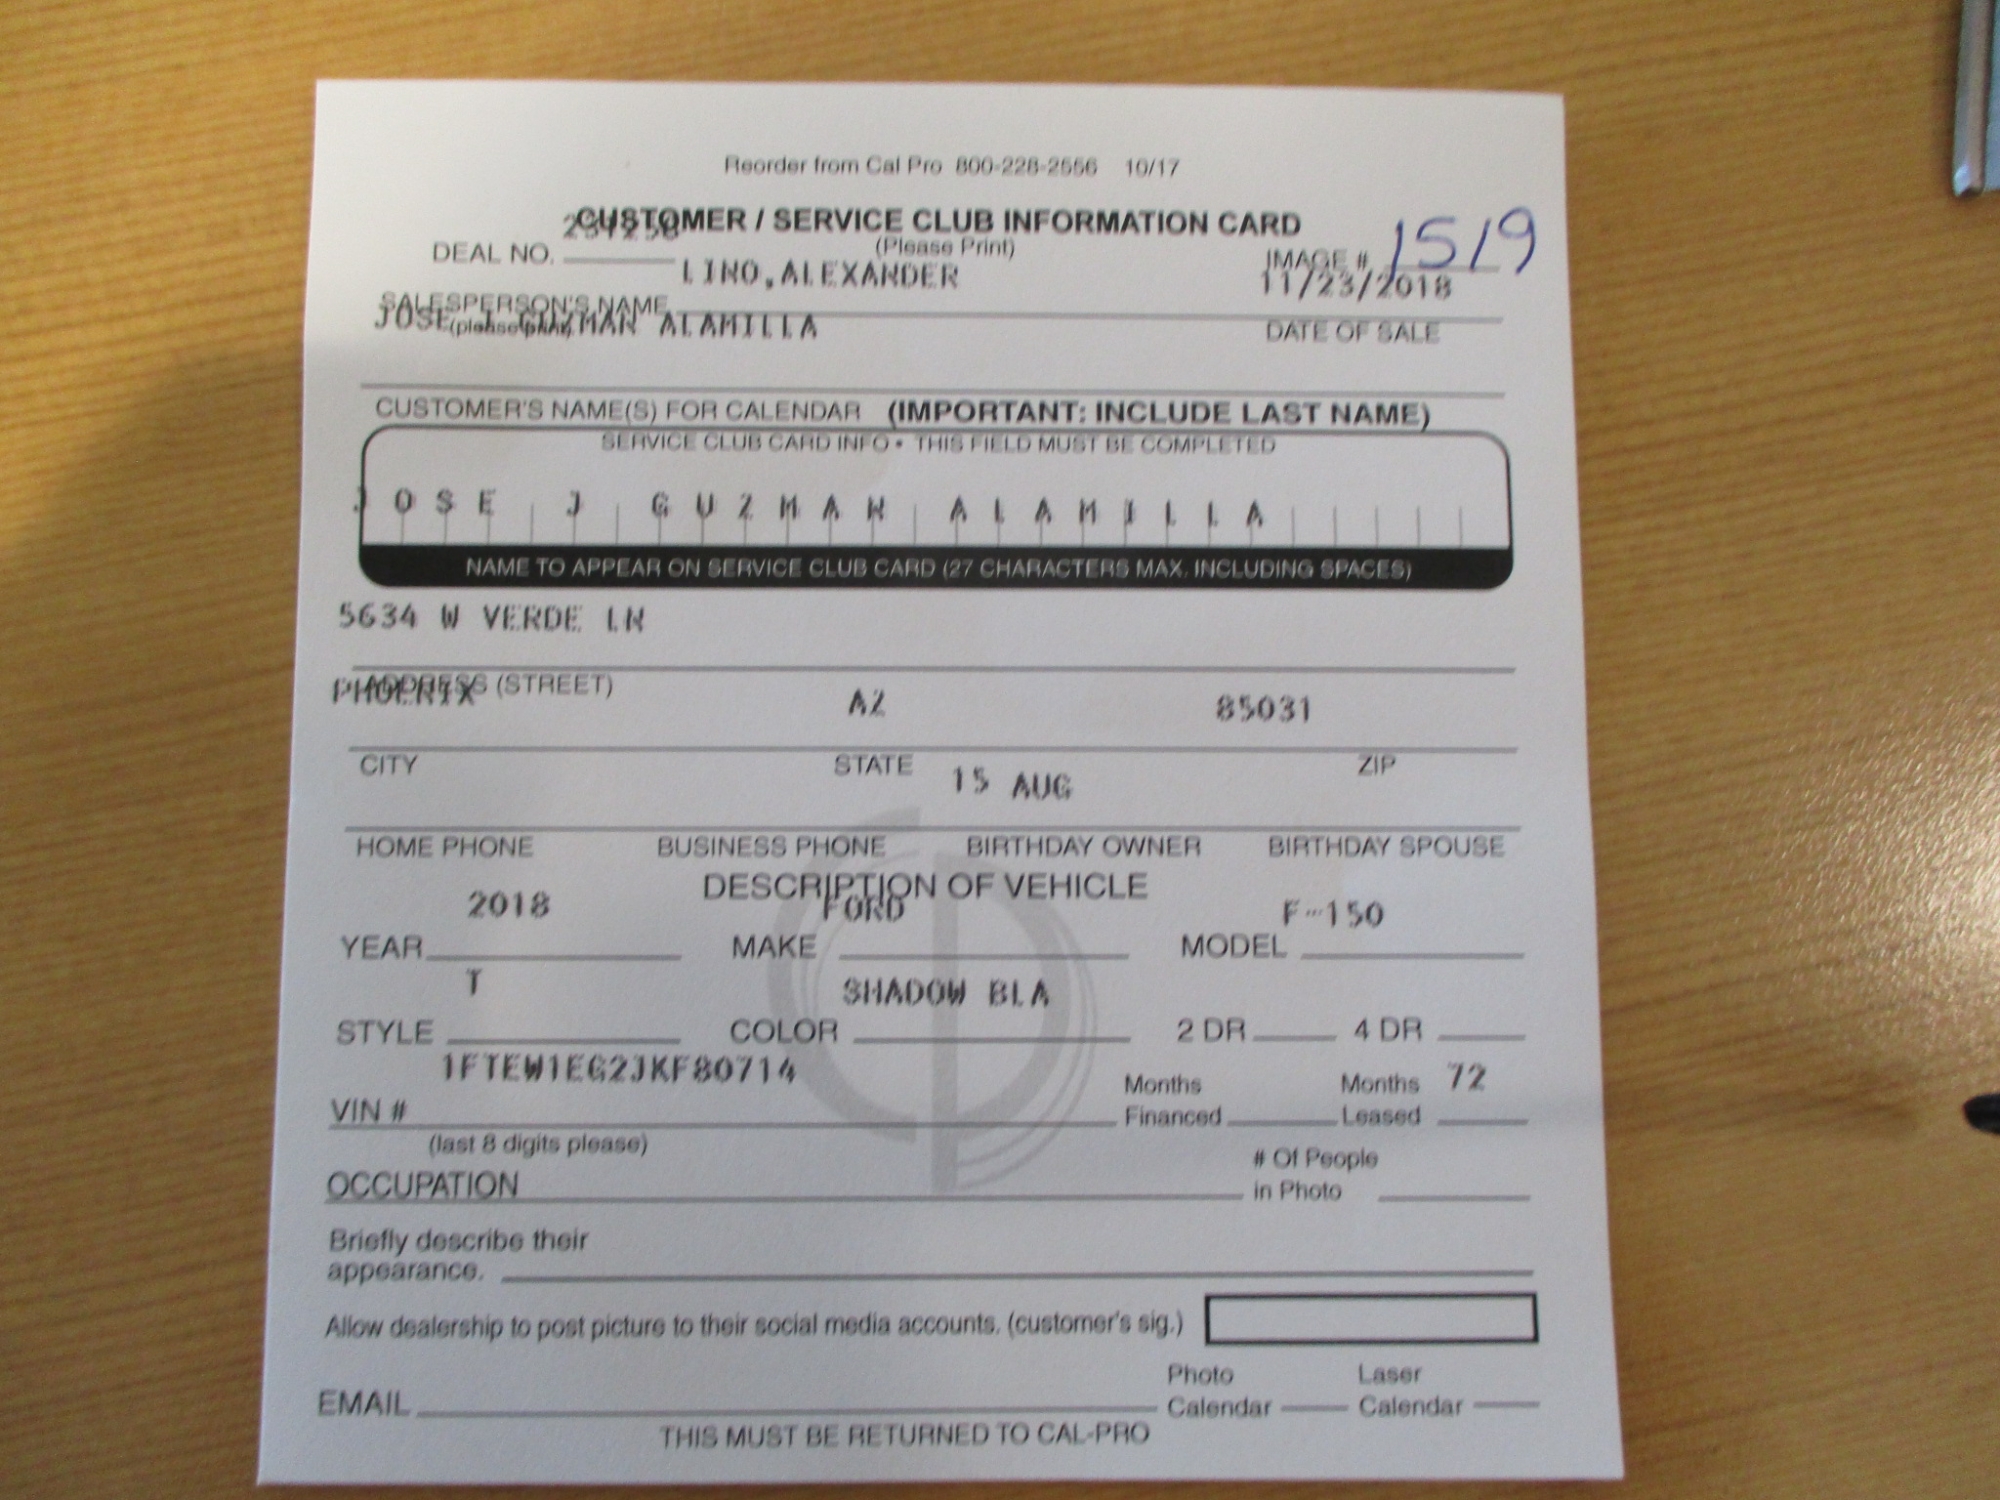 Reorder from Cal Pro 800-228-2556 10/17
CUSTOMER / SERVICE CLUB INFORMATION CARD
(Please Print)
DEAL NO.
IMAGE # 1519
LINO,ALEXANDER 11/23/2018
SALESPERSON'S NAME
(please print)
DATE OF SALE
JOSE J GUZMAN ALAMILLA
CUSTOMER'S NAME(S) FOR CALENDAR (IMPORTANT: INCLUDE LAST NAME)
SERVICE CLUB CARD INFO • THIS FIELD MUST BE COMPLETED
JOSE J GUZMAN ALAMILLA
NAME TO APPEAR ON SERVICE CLUB CARD (27 CHARACTERS MAX. INCLUDING SPACES)
5634 W VERDE LN
ADDRESS (STREET)
PHOENIX AZ 85031
CITY STATE ZIP
15 AUG
HOME PHONE BUSINESS PHONE BIRTHDAY OWNER BIRTHDAY SPOUSE
DESCRIPTION OF VEHICLE
2018 FORD F-150
YEAR MAKE MODEL
T SHADOW BLA
STYLE COLOR 2 DR 4 DR
1FTEW1EG2JKF80714
Months Financed Months Leased 72
VIN #
(last 8 digits please)
# Of People in Photo
OCCUPATION
Briefly describe their
appearance.
Allow dealership to post picture to their social media accounts. (customer's sig.)
Photo Calendar Laser Calendar
EMAIL
THIS MUST BE RETURNED TO CAL-PRO